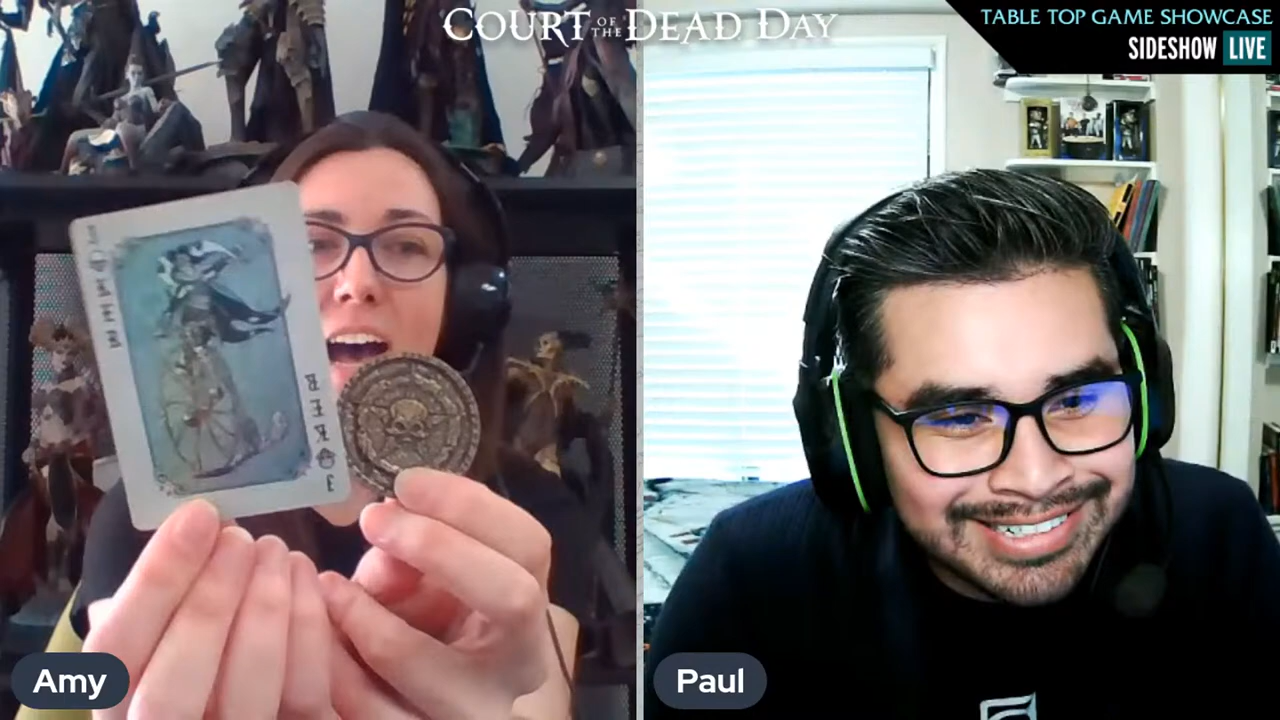 COURT OF THE DEAD DAY
TABLE TOP GAME SHOWCASE
SIDESHOW LIVE
Amy
Paul